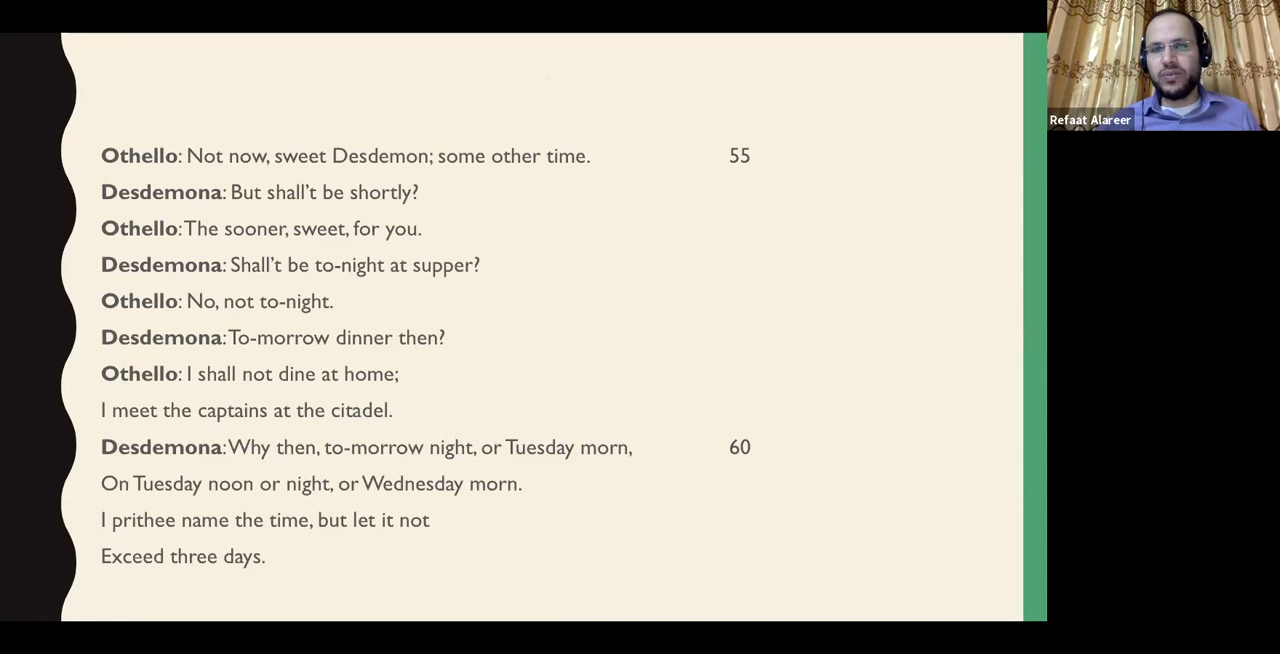 Refaat Alareer
Othello: Not now, sweet Desdemon; some other time. 55
Desdemona: But shall't be shortly?
Othello: The sooner, sweet, for you.
Desdemona: Shall't be to-night at supper?
Othello: No, not to-night.
Desdemona: To-morrow dinner then?
Othello: I shall not dine at home;
I meet the captains at the citadel.
Desdemona: Why then, to-morrow night, or Tuesday morn, 60
On Tuesday noon or night, or Wednesday morn.
I prithee name the time, but let it not
Exceed three days.